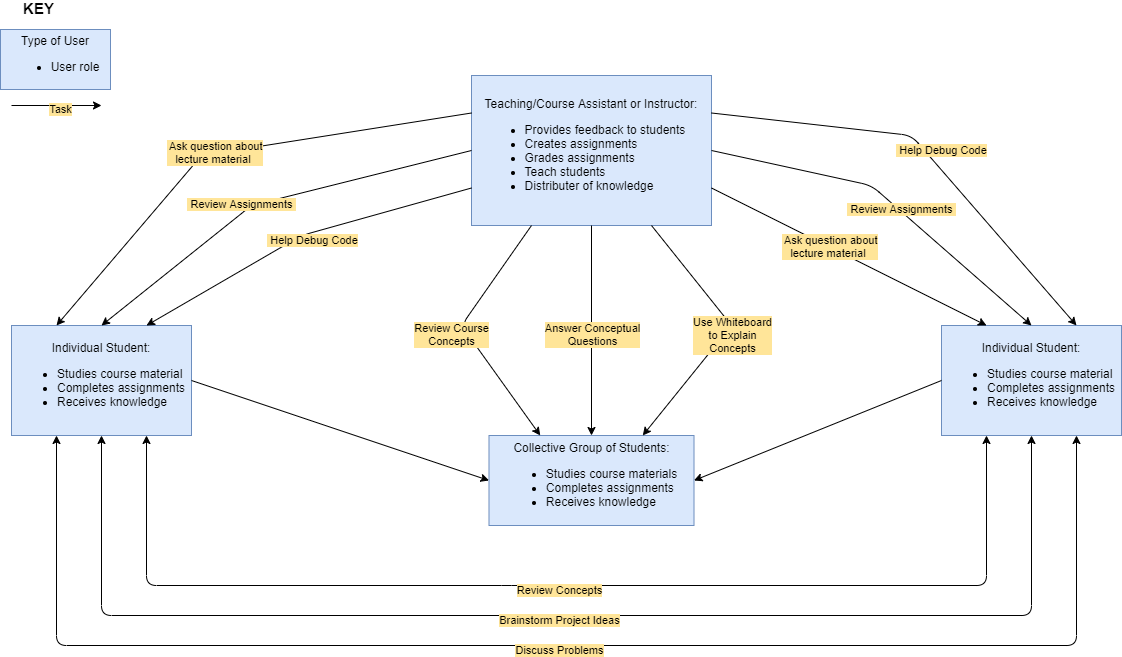 KEY
Type of User
User role
Task
Teaching/Course Assistant or Instructor:
Provides feedback to students
Creates assignments
Grades assignments
Teach students
Distributer of knowledge
Ask question about
lecture material
Review Assignments
Help Debug Code
Help Debug Code
Review Assignments
Ask question about
lecture material
Review Course
Concepts
Answer Conceptual
Questions
Use Whiteboard
to Explain
Concepts
Individual Student:
Studies course material
Completes assignments
Receives knowledge
Individual Student:
Studies course material
Completes assignments
Receives knowledge
Collective Group of Students:
Studies course materials
Completes assignments
Receives knowledge
Review Concepts
Brainstorm Project Ideas
Discuss Problems